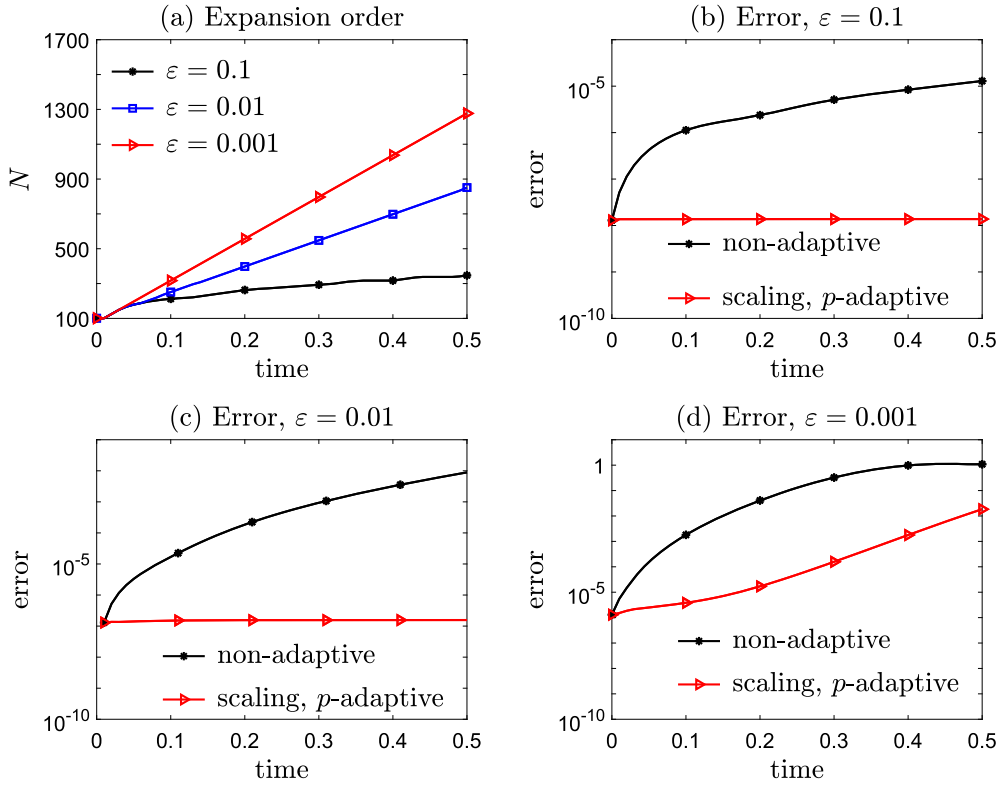 (a) Expansion order
1700
1300
900
500
100
N
ε = 0.1
ε = 0.01
ε = 0.001
0 0.1 0.2 0.3 0.4 0.5
time
(b) Error, ε = 0.1
10^-5
10^-10
error
non-adaptive
scaling, p-adaptive
0 0.1 0.2 0.3 0.4 0.5
time
(c) Error, ε = 0.01
10^-5
10^-10
error
non-adaptive
scaling, p-adaptive
0 0.1 0.2 0.3 0.4 0.5
time
(d) Error, ε = 0.001
1
10^-5
10^-10
error
non-adaptive
scaling, p-adaptive
0 0.1 0.2 0.3 0.4 0.5
time